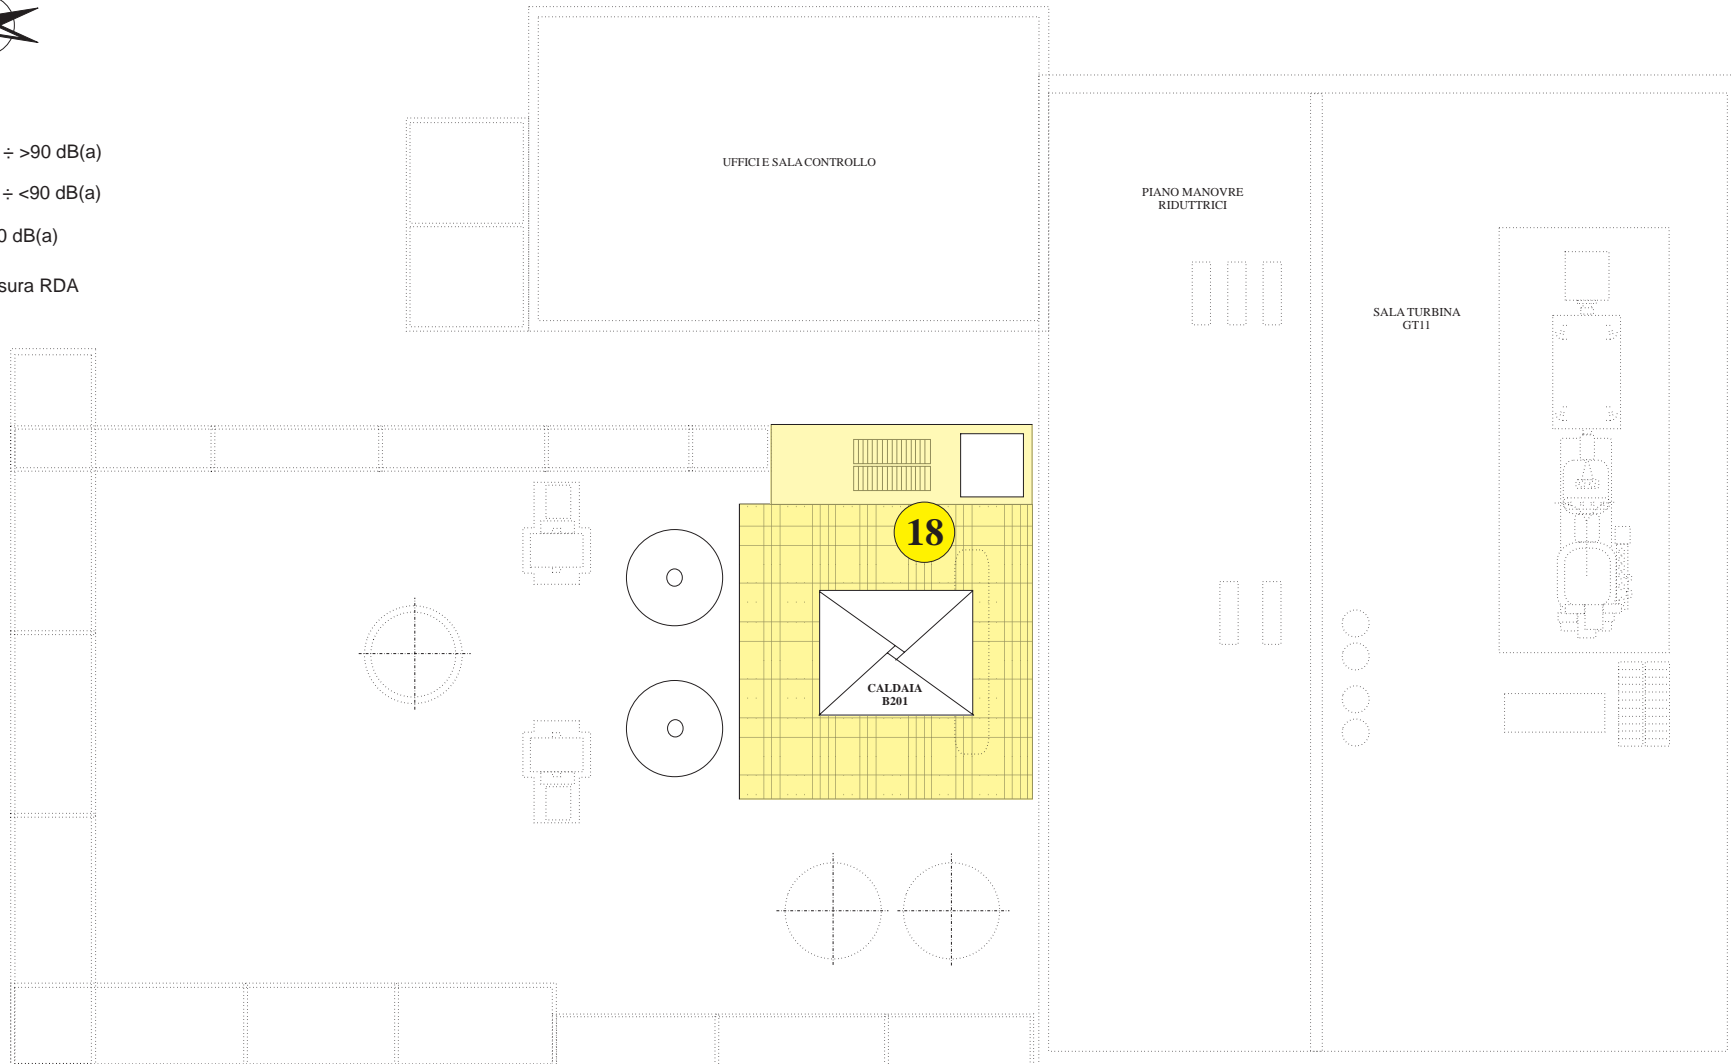 ÷ >90 dB(a)
÷ <90 dB(a)
0 dB(a)
sura RDA
UFFICI E SALA CONTROLLO
PIANO MANOVRE
RIDUTTRICI
SALA TURBINA
GT11
18
CALDAIA
B201